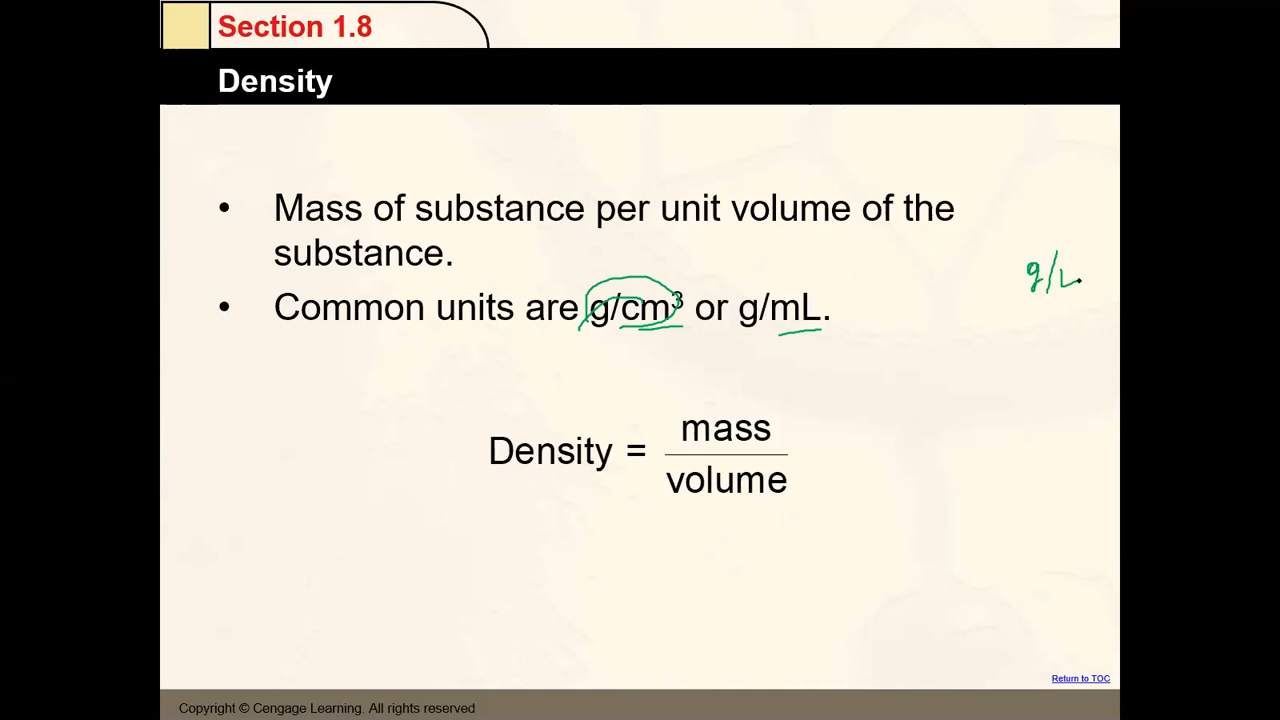 Section 1.8
Density
• Mass of substance per unit volume of the
substance.
g/L
• Common units are g/cm³ or g/mL.
Density = mass
volume
Return to TOC
Copyright © Cengage Learning. All rights reserved